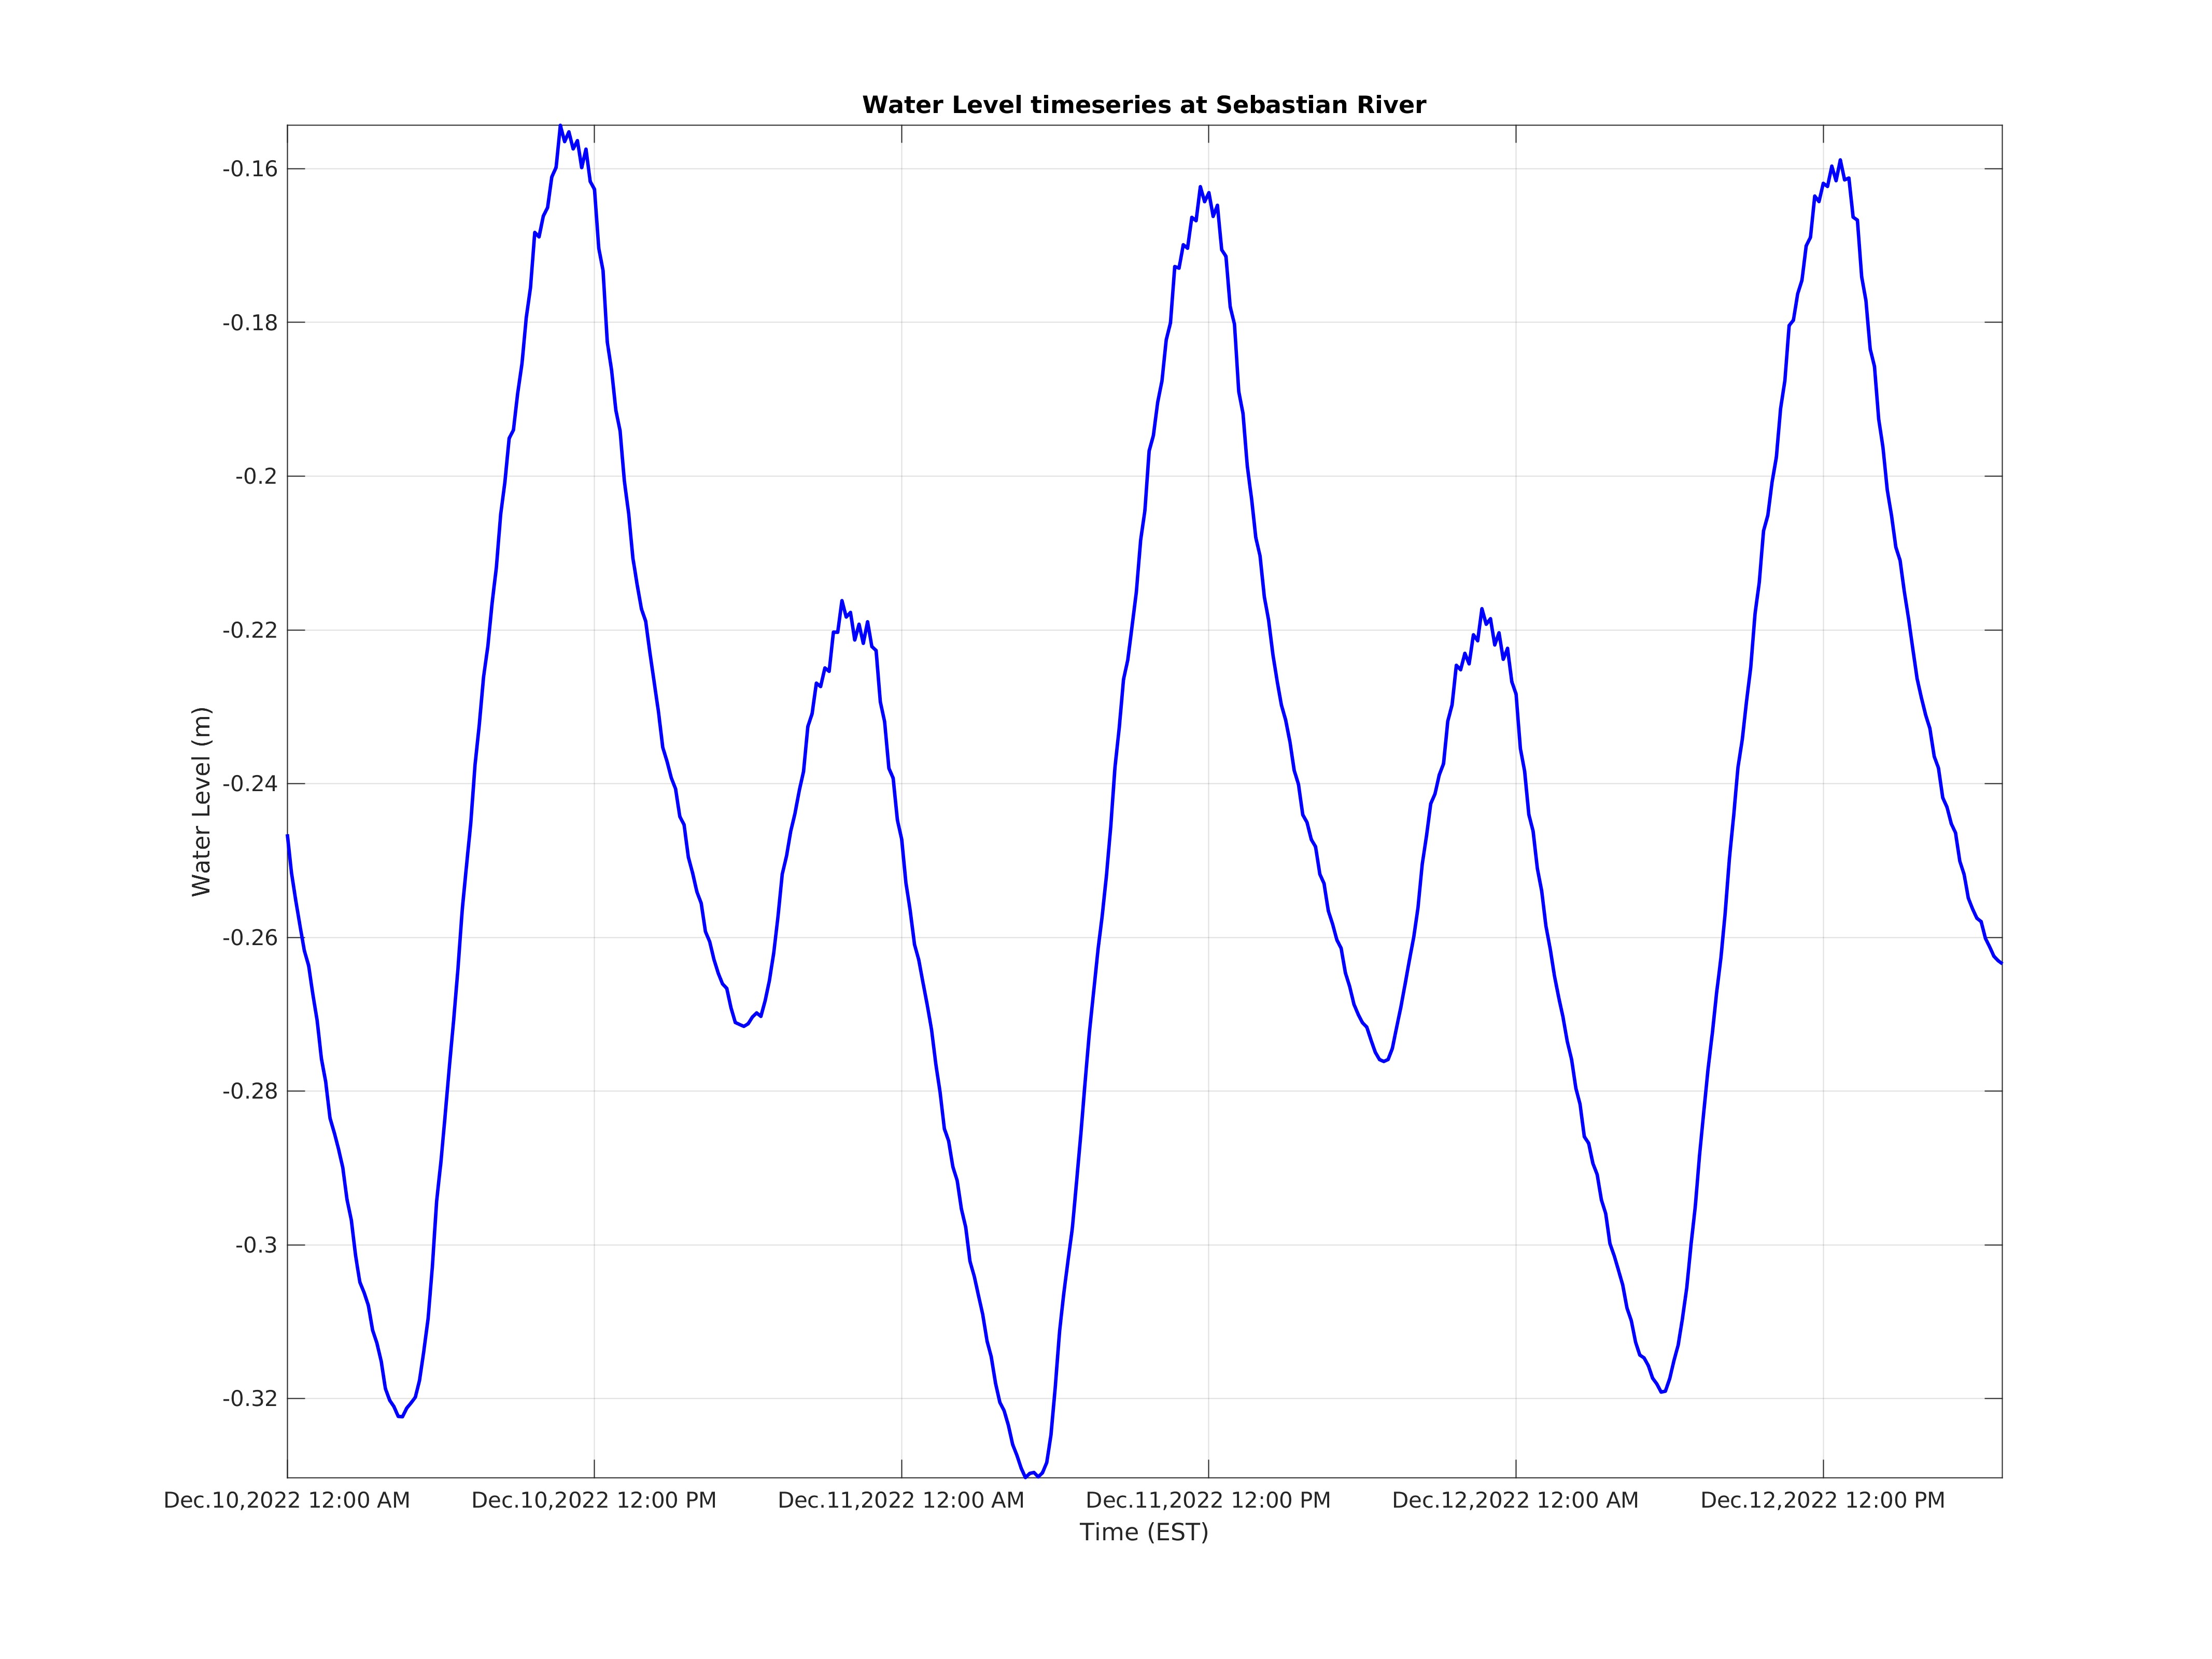 Water Level timeseries at Sebastian River
-0.16
-0.18
-0.2
-0.22
-0.24
-0.26
-0.28
-0.3
-0.32
Water Level (m)
Dec.10,2022 12:00 AM
Dec.10,2022 12:00 PM
Dec.11,2022 12:00 AM
Dec.11,2022 12:00 PM
Dec.12,2022 12:00 AM
Dec.12,2022 12:00 PM
Time (EST)